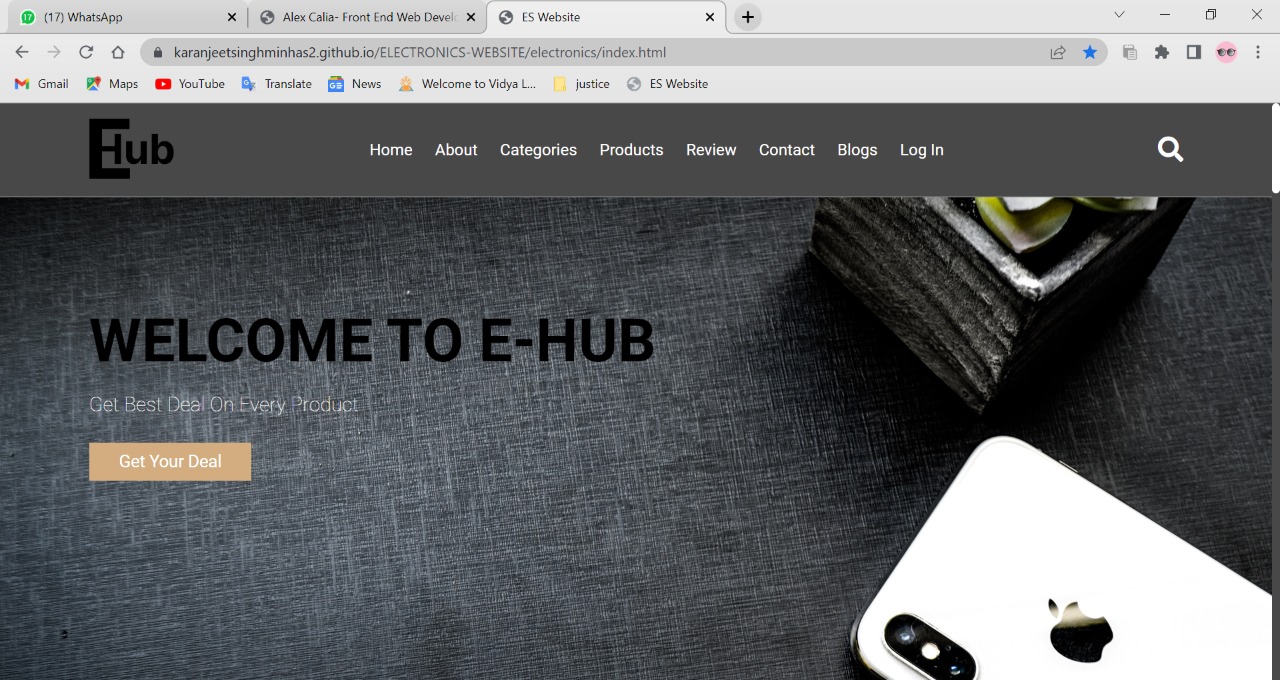 (17) WhatsApp
Alex Calia- Front End Web Develo
ES Website
karanjeetsinghminhas2.github.io/ELECTRONICS-WEBSITE/electronics/index.html
Gmail Maps YouTube Translate News Welcome to Vidya L... justice ES Website
EHub
Home About Categories Products Review Contact Blogs Log In
WELCOME TO E-HUB
Get Best Deal On Every Product
Get Your Deal